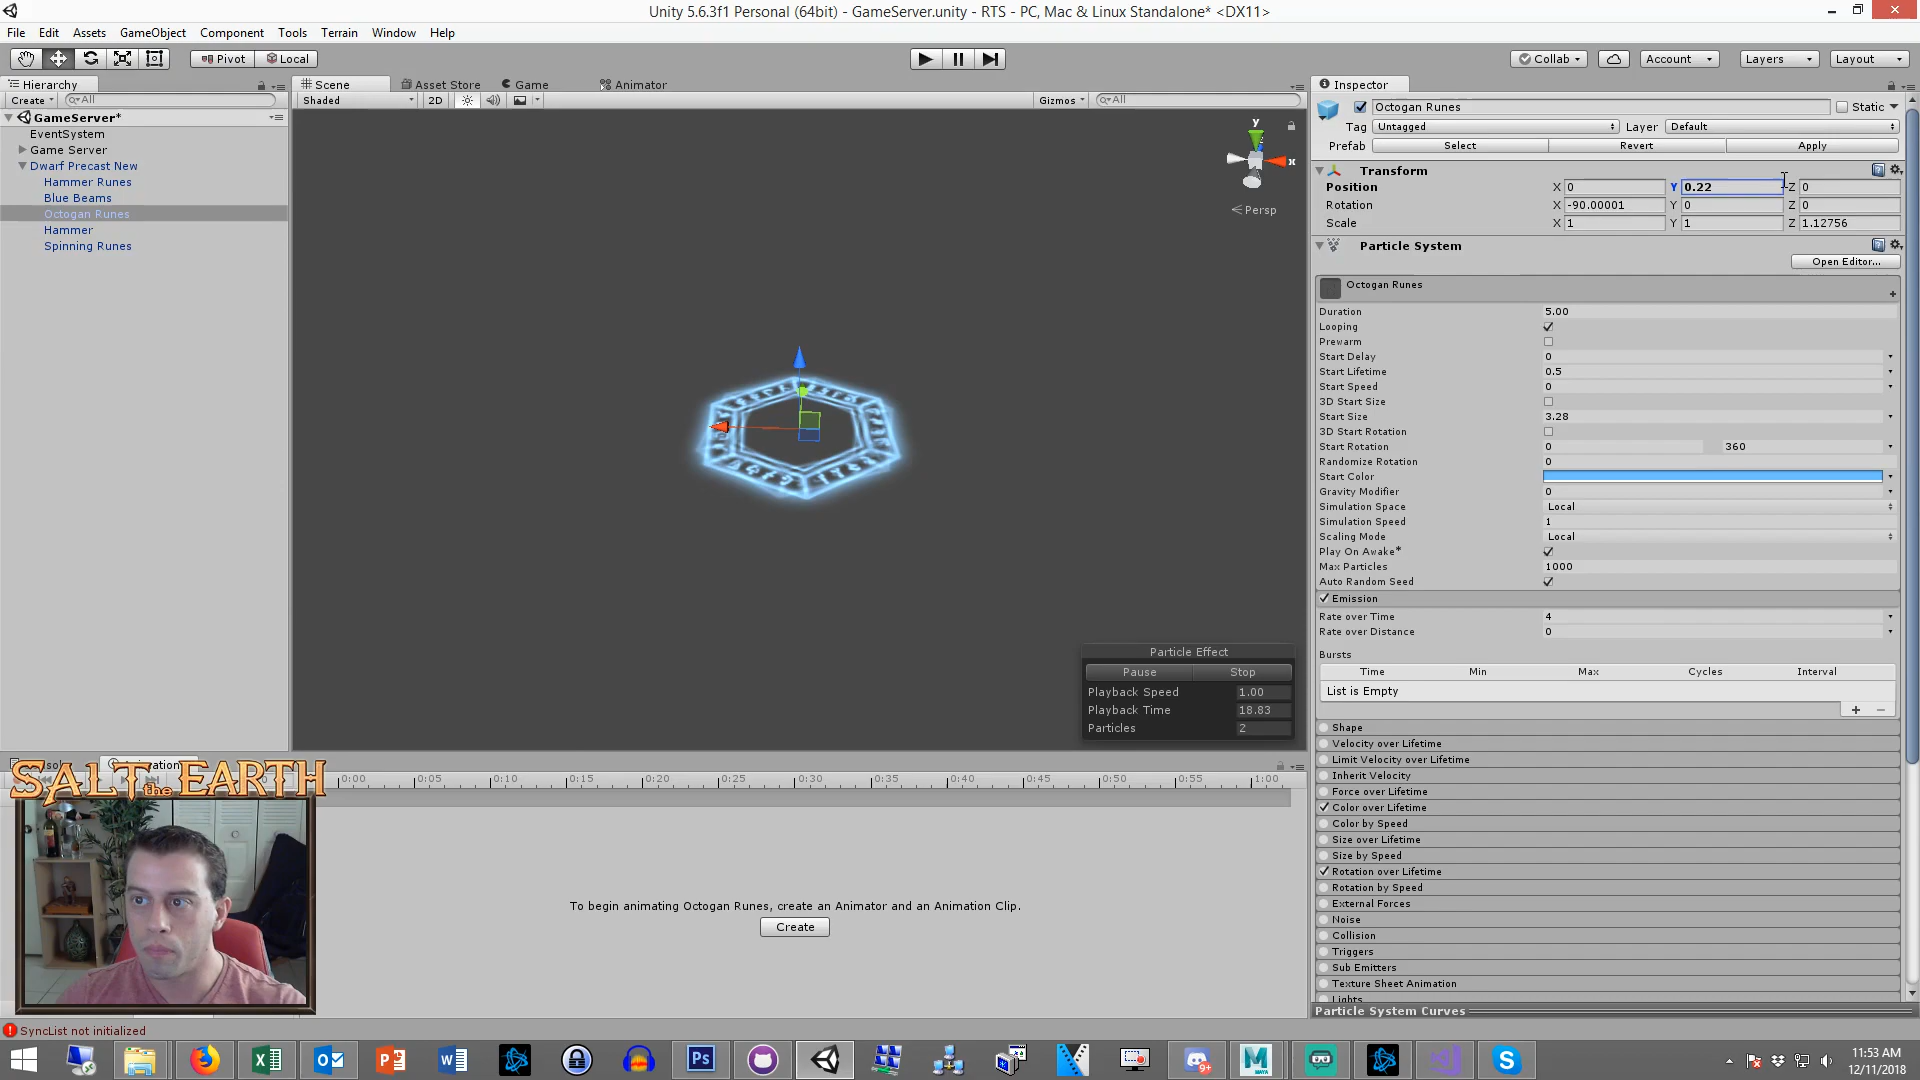 Unity 5.6.3f1 Personal (64bit) - GameServer.unity - RTS - PC, Mac & Linux Standalone* <DX11>
File Edit Assets GameObject Component Tools Terrain Window Help
Pivot Local Collab Account Layers Layout
Hierarchy Scene Asset Store Game Animator Inspector
Create All Shaded 2D Gizmos All
Octogan Runes Static
GameServer*
EventSystem
Game Server
Dwarf Precast New
Hammer Runes
Blue Beams
Octogan Runes
Hammer
Spinning Runes
y
x
Persp
Tag Untagged Layer Default
Prefab Select Revert Apply
Transform
Position X 0 Y 0.22 Z 0
Rotation X -90.00001 Y 0 Z 0
Scale X 1 Y 1 Z 1.12756
Particle System
Open Editor...
Octogan Runes
Duration 5.00
Looping
Prewarm
Start Delay 0
Start Lifetime 0.5
Start Speed 0
3D Start Size
Start Size 3.28
3D Start Rotation
Start Rotation 0 360
Randomize Rotation 0
Start Color
Gravity Modifier 0
Simulation Space Local
Simulation Speed 1
Scaling Mode Local
Play On Awake*
Max Particles 1000
Auto Random Seed
Emission
Rate over Time 4
Rate over Distance 0
Bursts
Time Min Max Cycles Interval
List is Empty
Shape
Velocity over Lifetime
Limit Velocity over Lifetime
Inherit Velocity
Force over Lifetime
Color over Lifetime
Color by Speed
Size over Lifetime
Size by Speed
Rotation over Lifetime
Rotation by Speed
External Forces
Noise
Collision
Triggers
Sub Emitters
Texture Sheet Animation
Lights
Particle System Curves
Particle Effect
Pause Stop
Playback Speed 1.00
Playback Time 18.83
Particles 2
0:00 0:05 0:10 0:15 0:20 0:25 0:30 0:35 0:40 0:45 0:50 0:55 1:00
SALT the EARTH
To begin animating Octogan Runes, create an Animator and an Animation Clip.
Create
SyncList not initialized
11:53 AM
12/11/2018